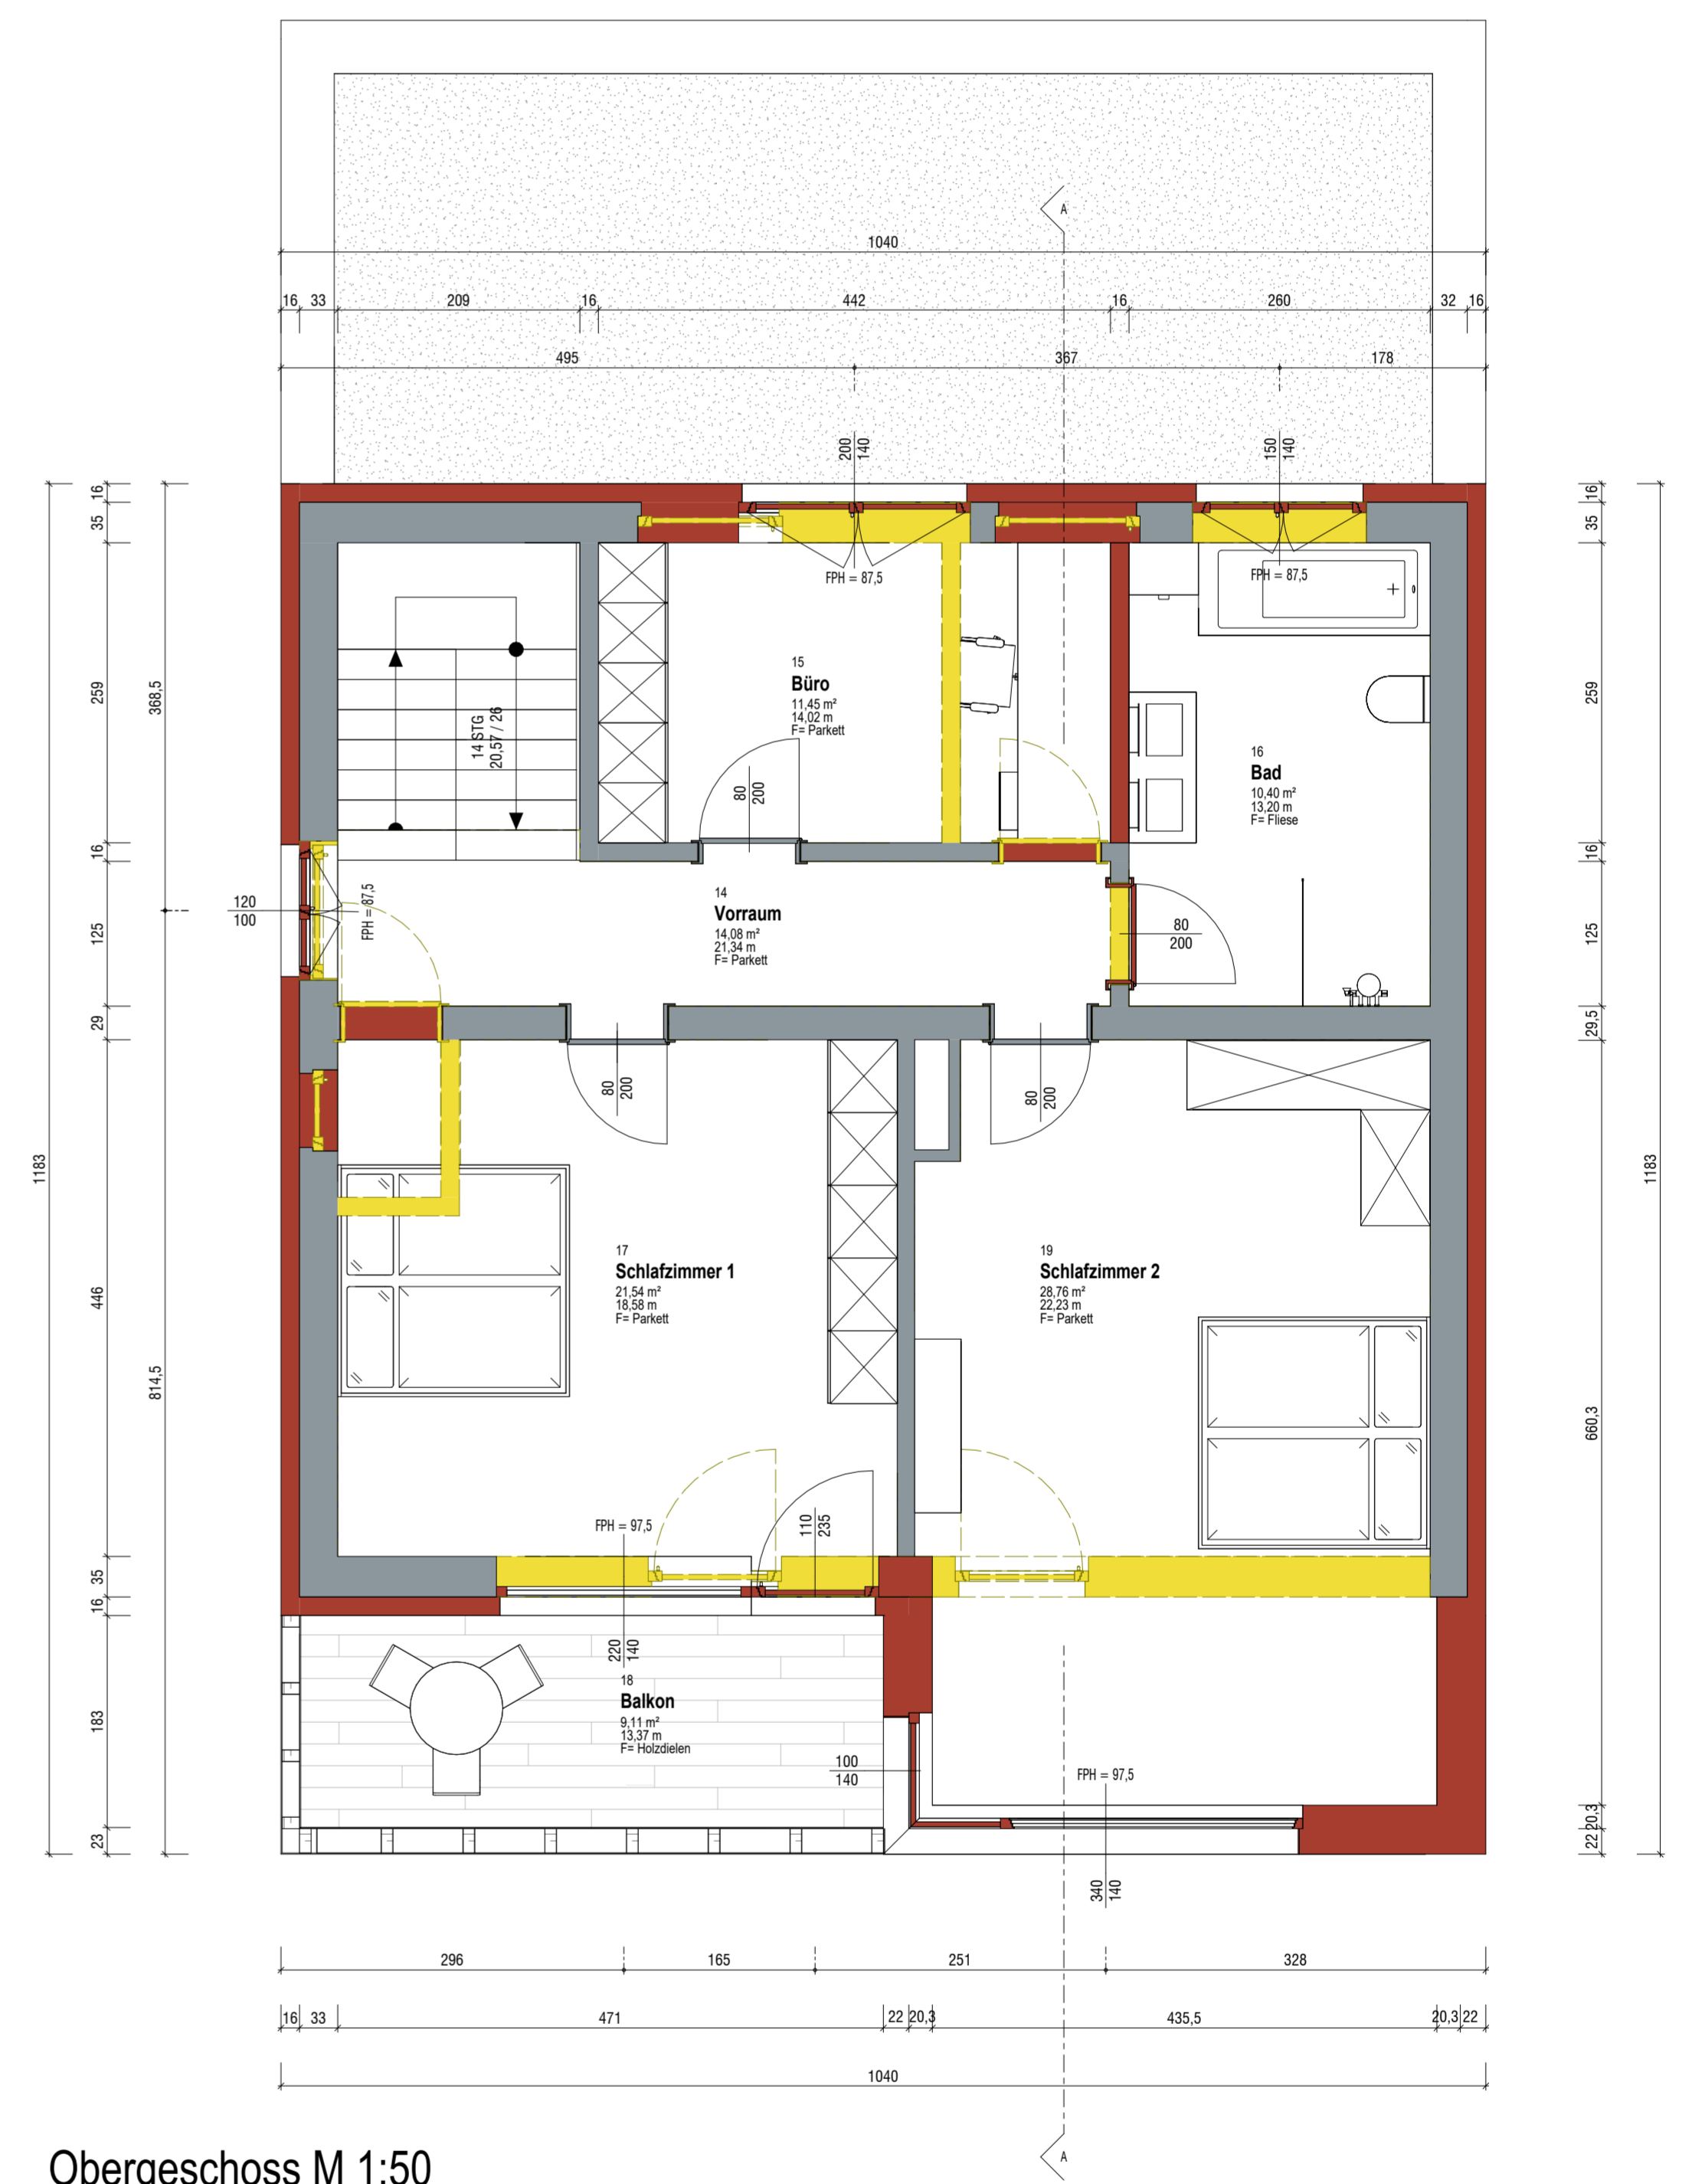 A
1040
16 33 209 16 442 16 260 32 16
495 367 178
200
140
150
140
16
35
259
16
125
29
446
35
16
183
23
368,5
814,5
1183
FPH = 87,5
FPH = 87,5
14 STG
20,57 / 26
15
Büro
11,45 m²
14,02 m
F= Parkett
80
200
16
Bad
10,40 m²
13,20 m
F= Fliese
120
100
FPH = 87,5
14
Vorraum
14,08 m²
21,34 m
F= Parkett
80
200
80
200
80
200
17
Schlafzimmer 1
21,54 m²
18,58 m
F= Parkett
19
Schlafzimmer 2
28,76 m²
22,23 m
F= Parkett
FPH = 97,5
110
235
220
140
18
Balkon
9,11 m²
13,37 m
F= Holzdielen
100
140
FPH = 97,5
340
140
16
35
259
16
125
29,5
660,3
20,3
22
1183
296 165 251 328
16 33 471 22 20,3 435,5 20,3 22
1040
A
Obergeschoss M 1:50